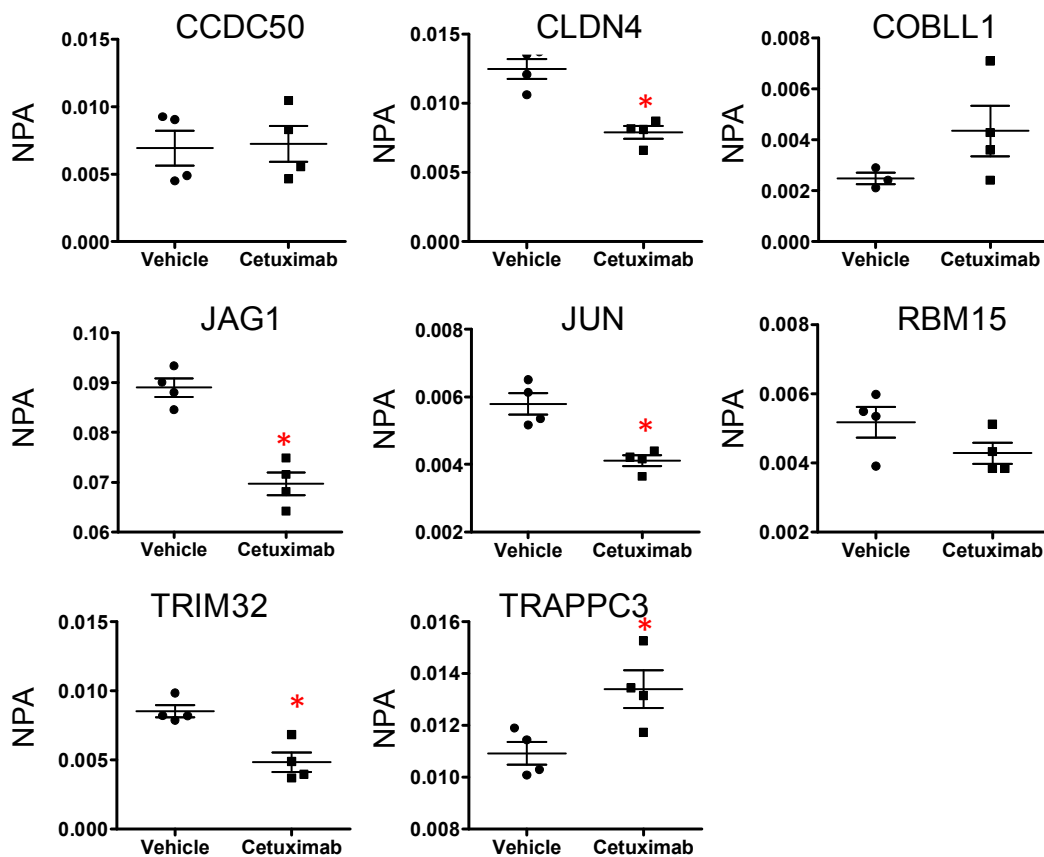 CCDC50
CLDN4
COBLL1
NPA
0.015
0.010
0.005
0.000
Vehicle Cetuximab
NPA
0.015
0.010
0.005
0.000
Vehicle Cetuximab
*
NPA
0.008
0.006
0.004
0.002
0.000
Vehicle Cetuximab
JAG1
JUN
RBM15
NPA
0.10
0.09
0.08
0.07
0.06
Vehicle Cetuximab
*
NPA
0.008
0.006
0.004
0.002
Vehicle Cetuximab
*
NPA
0.008
0.006
0.004
0.002
Vehicle Cetuximab
TRIM32
TRAPPC3
NPA
0.015
0.010
0.005
0.000
Vehicle Cetuximab
*
NPA
0.016
0.014
0.012
0.010
0.008
Vehicle Cetuximab
*